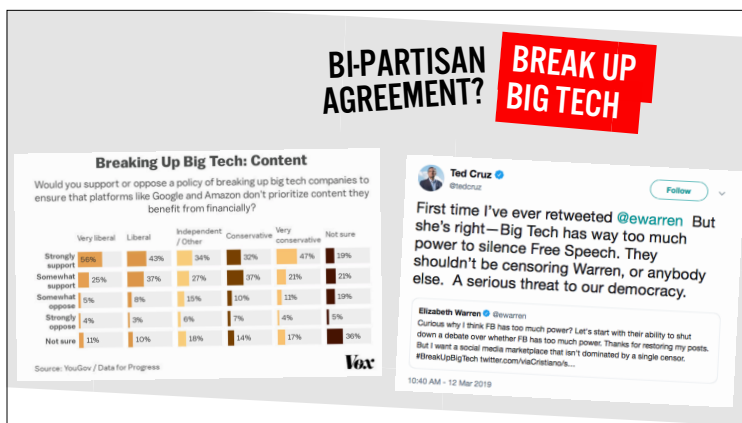 BI-PARTISAN
AGREEMENT?
BREAK UP
BIG TECH
Breaking Up Big Tech: Content
Would you support or oppose a policy of breaking up big tech companies to
ensure that platforms like Google and Amazon don't prioritize content they
benefit from financially?
Very liberal Liberal Independent / Other Conservative Very conservative Not sure
Strongly support 56% 43% 34% 32% 47% 19%
Somewhat support 25% 37% 27% 37% 21% 21%
Somewhat oppose 5% 8% 15% 10% 11% 19%
Strongly oppose 4% 3% 6% 7% 4% 5%
Not sure 11% 10% 18% 14% 17% 36%
Source: YouGov / Data for Progress
Vox
Ted Cruz
@tedcruz
Follow
First time I've ever retweeted @ewarren But
she's right—Big Tech has way too much
power to silence Free Speech. They
shouldn't be censoring Warren, or anybody
else. A serious threat to our democracy.
Elizabeth Warren @ewarren
Curious why I think FB has too much power? Let's start with their ability to shut
down a debate over whether FB has too much power. Thanks for restoring my posts.
But I want a social media marketplace that isn't dominated by a single censor.
#BreakUpBigTech twitter.com/viaCristiano/s...
10:40 AM - 12 Mar 2019